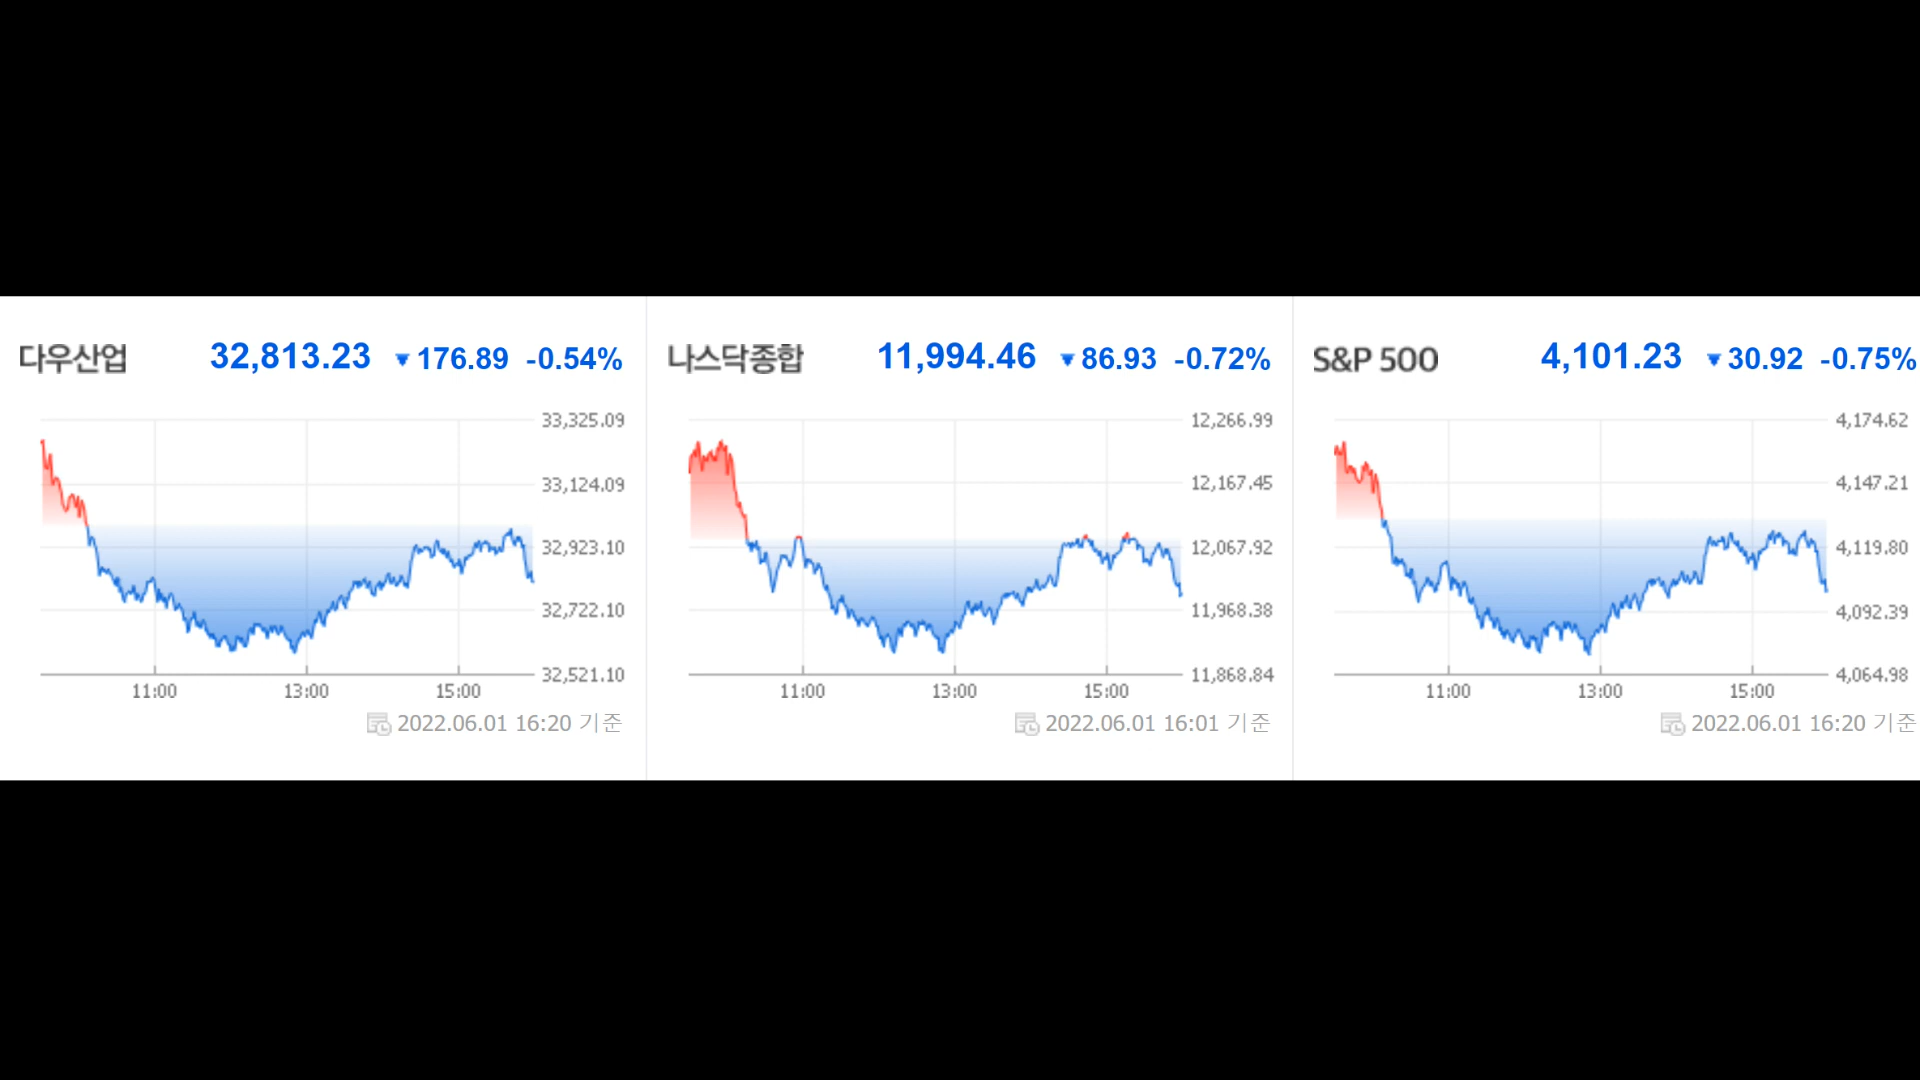 다우산업 32,813.23 ▼176.89 -0.54%
33,325.09
33,124.09
32,923.10
32,722.10
32,521.10
11:00 13:00 15:00
2022.06.01 16:20 기준
나스닥종합 11,994.46 ▼86.93 -0.72%
12,266.99
12,167.45
12,067.92
11,968.38
11,868.84
11:00 13:00 15:00
2022.06.01 16:01 기준
S&P 500 4,101.23 ▼30.92 -0.75%
4,174.62
4,147.21
4,119.80
4,092.39
4,064.98
11:00 13:00 15:00
2022.06.01 16:20 기준